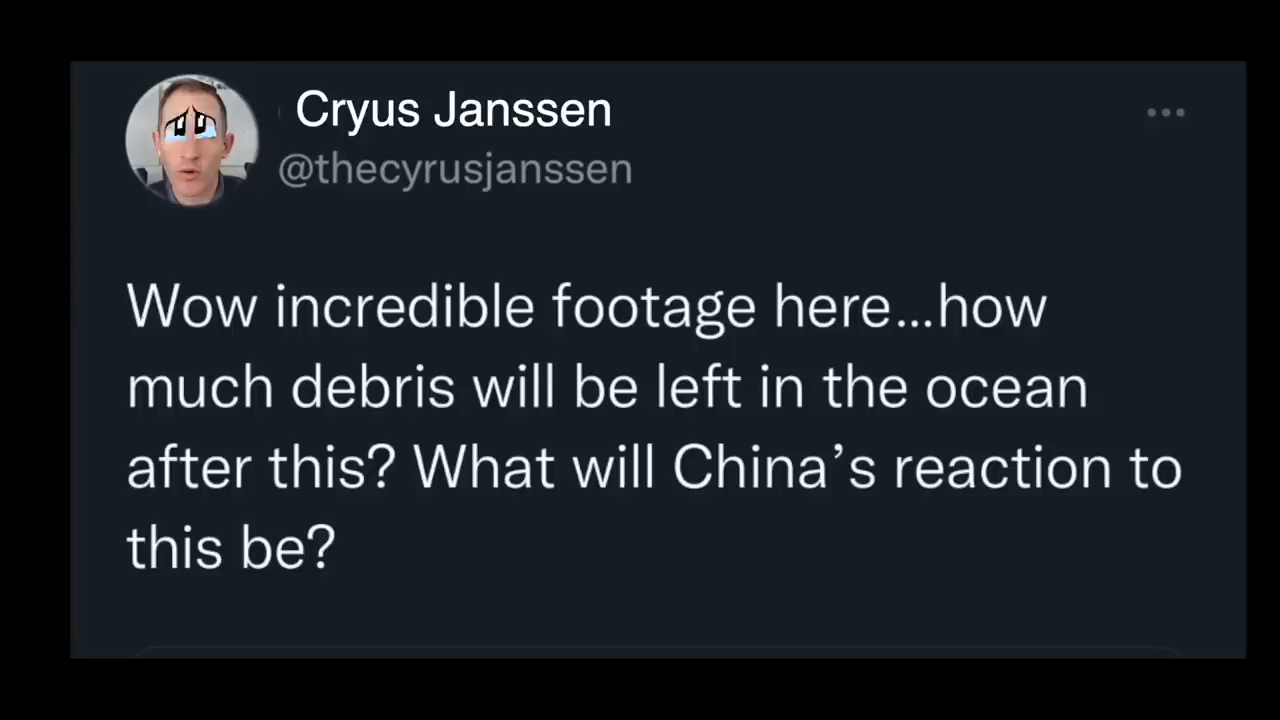 Cryus Janssen
@thecyrusjanssen
Wow incredible footage here...how
much debris will be left in the ocean
after this? What will China’s reaction to
this be?